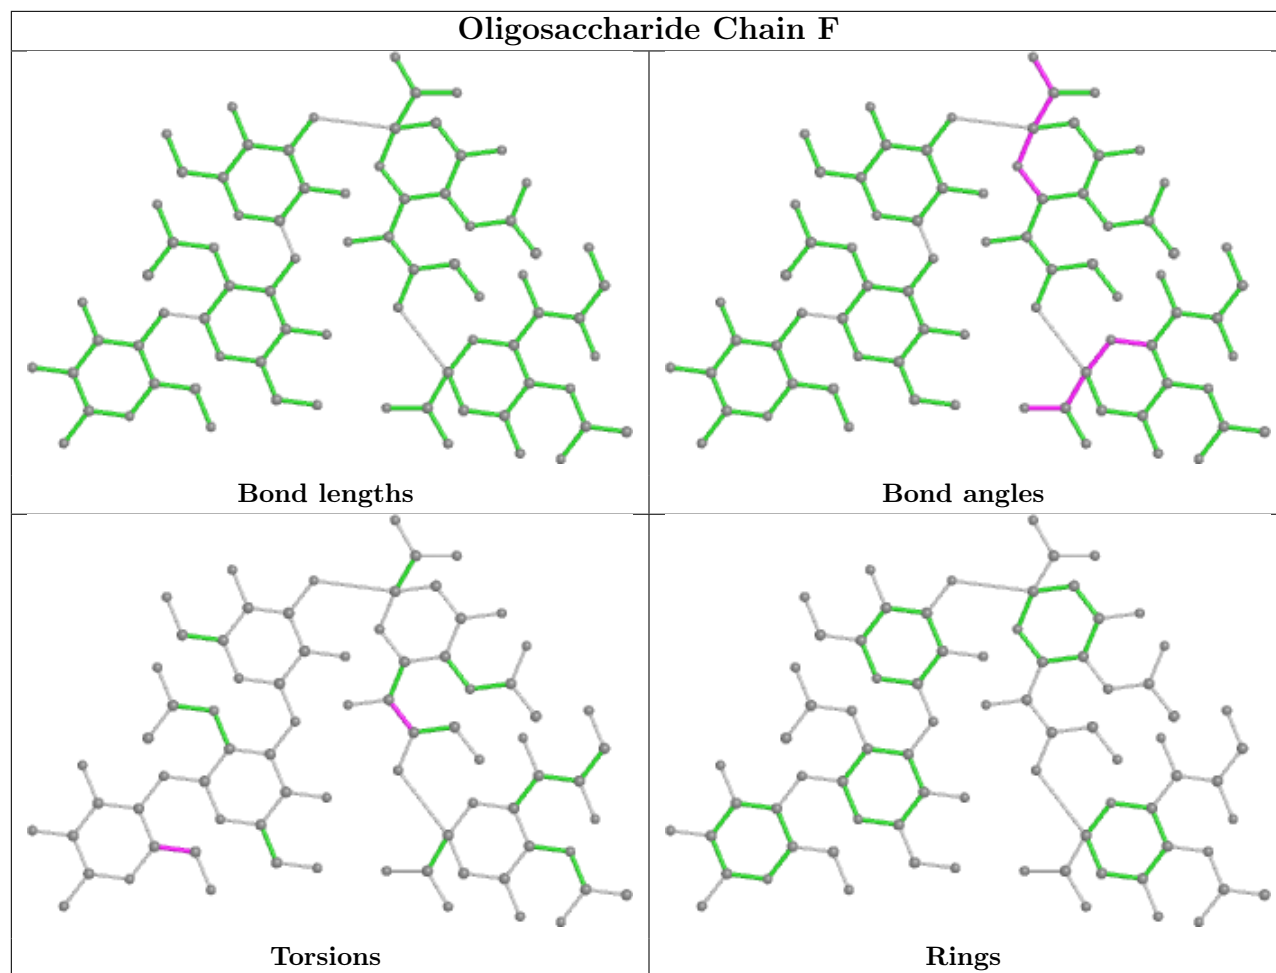 Oligosaccharide Chain F
Bond lengths
Bond angles
Torsions
Rings